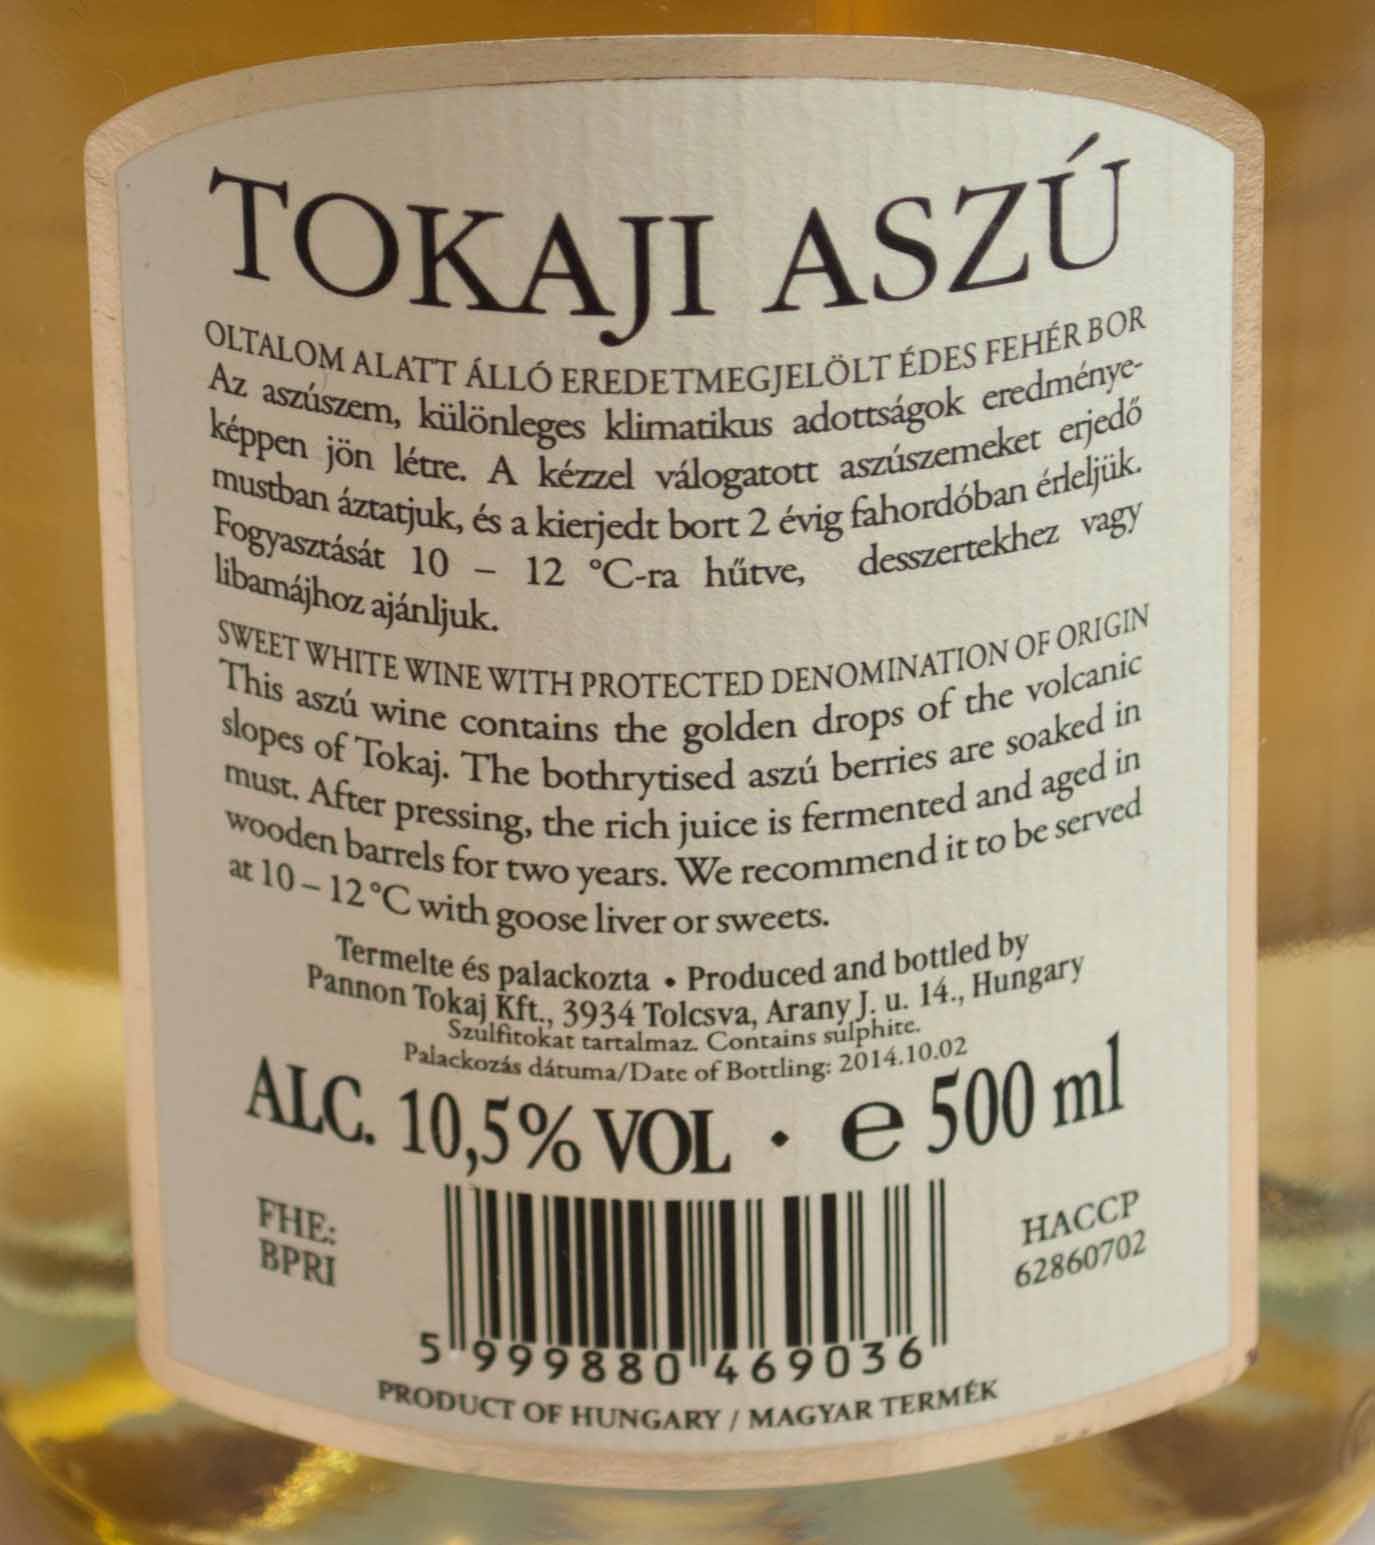 TOKAJI ASZÚ
OLTALOM ALATT ÁLLÓ EREDETMEGJELÖLT ÉDES FEHÉR BOR
Az aszúszem, különleges klimatikus adottságok eredménye-
képpen jön létre. A kézzel válogatott aszúszemeket erjedő
mustban áztatjuk, és a kierjedt bort 2 évig fahordóban érleljük.
Fogyasztását 10 – 12 °C-ra hűtve, desszertekhez vagy
libamájhoz ajánljuk.
SWEET WHITE WINE WITH PROTECTED DENOMINATION OF ORIGIN
This aszú wine contains the golden drops of the volcanic
slopes of Tokaj. The bothrytised aszú berries are soaked in
must. After pressing, the rich juice is fermented and aged in
wooden barrels for two years. We recommend it to be served
at 10 – 12 °C with goose liver or sweets.
Termelte és palackozta • Produced and bottled by
Pannon Tokaj Kft., 3934 Tolcsva, Arany J. u. 14., Hungary
Szulfitokat tartalmaz. Contains sulphite.
Palackozás dátuma/Date of Bottling: 2014.10.02
ALC. 10,5% VOL • e 500 ml
FHE:
BPRI
HACCP
62860702
5 999880 469036
PRODUCT OF HUNGARY / MAGYAR TERMÉK